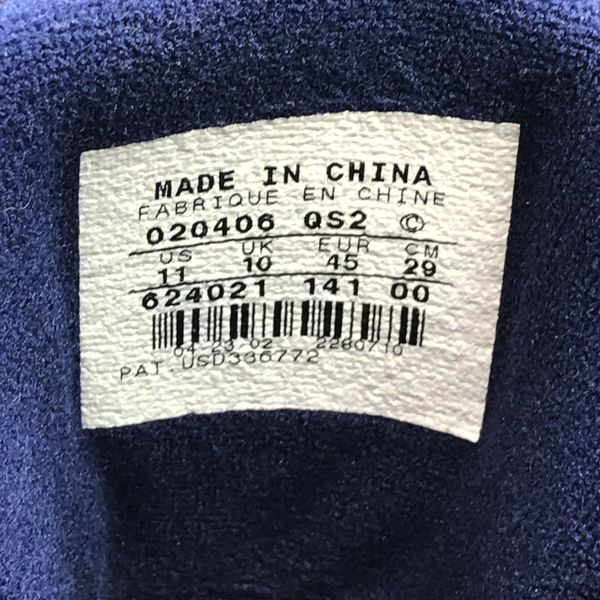 MADE IN CHINA
FABRIQUE EN CHINE
020406 QS2 ©
US UK EUR CM
11 10 45 29
624021 141 00
04 23 02 2280710
PAT.USD336772